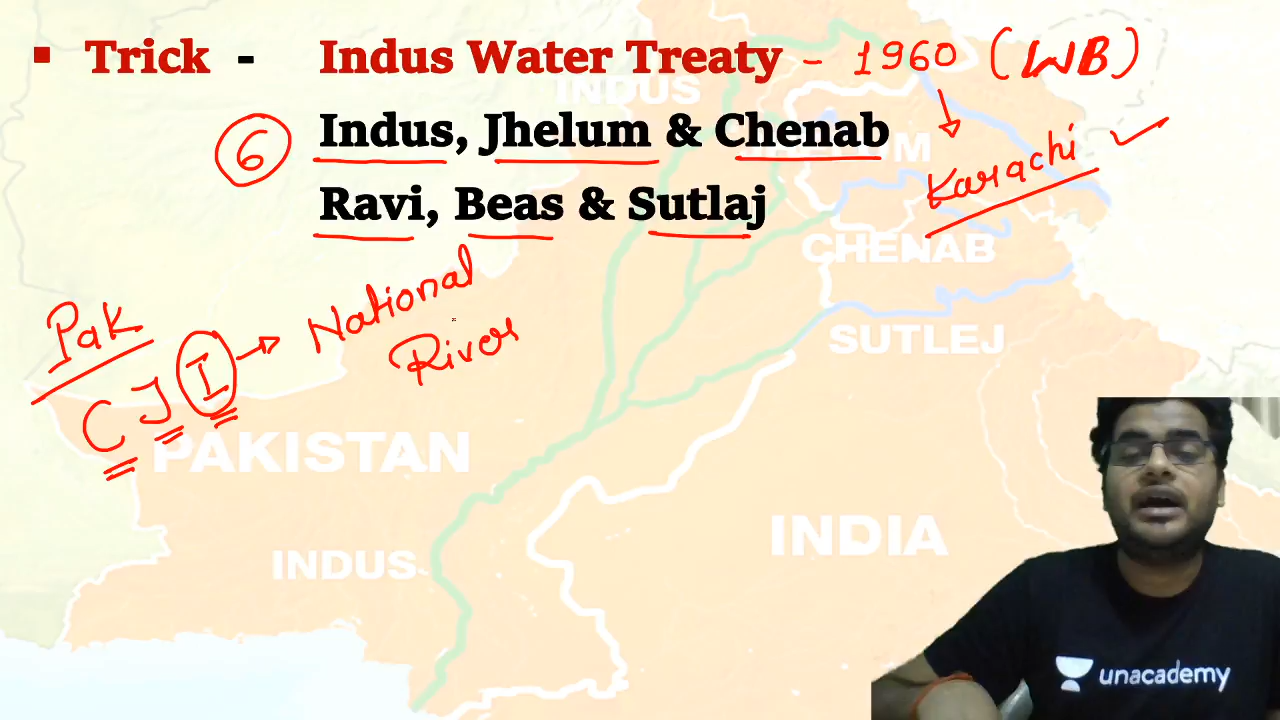 ▪ Trick - Indus Water Treaty - 1960 (WB)
6 Indus, Jhelum & Chenab
Karachi
Ravi, Beas & Sutlaj
Pak
C J I → National River
INDUS
CHENAB
SUTLEJ
PAKISTAN
INDIA
INDUS
unacademy